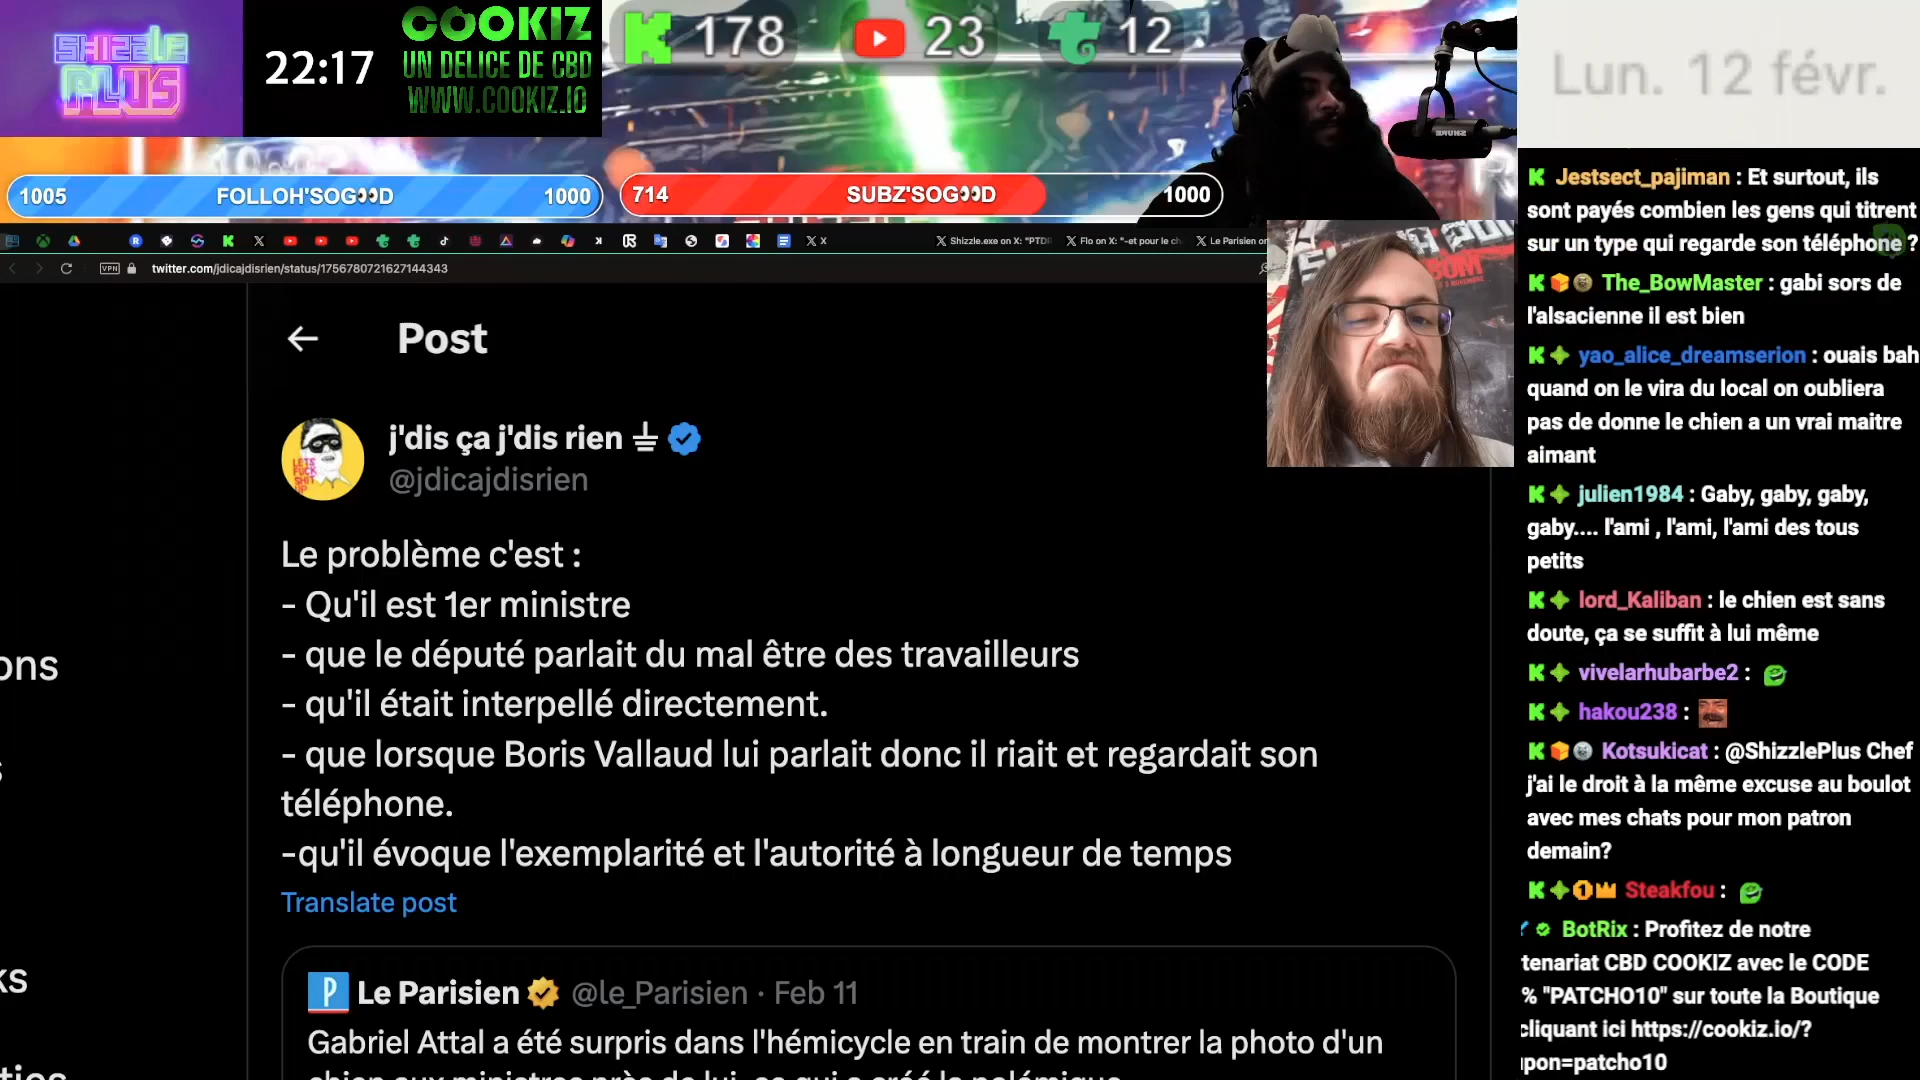 SHIZZLE
PLUS
22:17
COOKIZ
UN DELICE DE CBD
WWW.COOKIZ.IO
178
23
12
Lun. 12 févr.
1005 FOLLOH'SOG👀D 1000
714 SUBZ'SOG👀D 1000
Shizzle.exe on X: "PTDI
Flo on X: "-et pour le ch
Le Parisien on
VPN twitter.com/jdicajdisrien/status/1756780721627144343
Post
j'dis ça j'dis rien
@jdicajdisrien
Le problème c'est :
- Qu'il est 1er ministre
- que le député parlait du mal être des travailleurs
- qu'il était interpellé directement.
- que lorsque Boris Vallaud lui parlait donc il riait et regardait son
téléphone.
-qu'il évoque l'exemplarité et l'autorité à longueur de temps
Translate post
Le Parisien @le_Parisien · Feb 11
Gabriel Attal a été surpris dans l'hémicycle en train de montrer la photo d'un
Jestsect_pajiman : Et surtout, ils
sont payés combien les gens qui titrent
sur un type qui regarde son téléphone ?
The_BowMaster : gabi sors de
l'alsacienne il est bien
yao_alice_dreamserion : ouais bah
quand on le vira du local on oubliera
pas de donne le chien a un vrai maitre
aimant
julien1984 : Gaby, gaby, gaby,
gaby.... l'ami , l'ami, l'ami des tous
petits
lord_Kaliban : le chien est sans
doute, ça se suffit à lui même
vivelarhubarbe2 :
hakou238 :
Kotsukicat : @ShizzlePlus Chef
j'ai le droit à la même excuse au boulot
avec mes chats pour mon patron
demain?
Steakfou :
BotRix : Profitez de notre
tenariat CBD COOKIZ avec le CODE
% "PATCHO10" sur toute la Boutique
cliquant ici https://cookiz.io/?
upon=patcho10